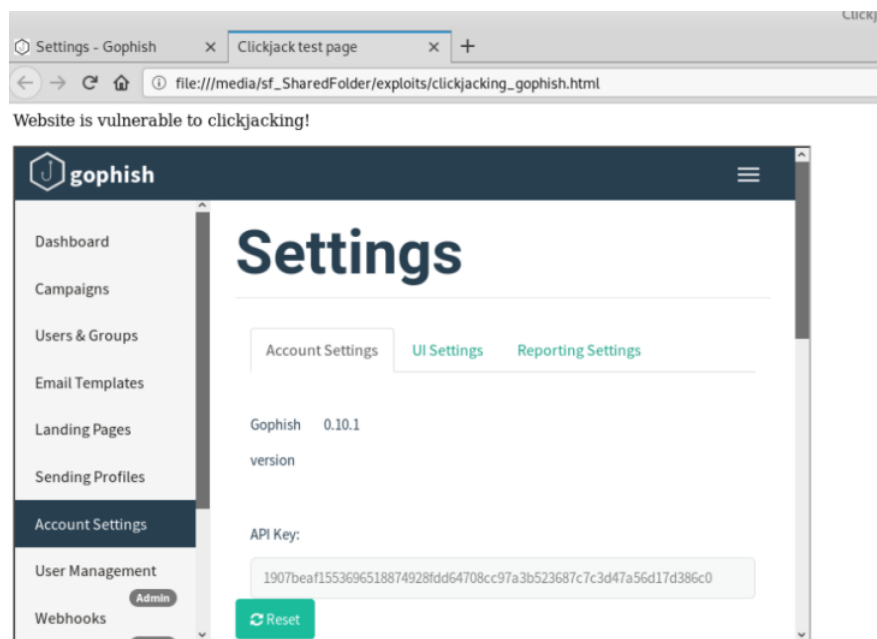 Clickj
Settings - Gophish
Clickjack test page
file:///media/sf_SharedFolder/exploits/clickjacking_gophish.html
Website is vulnerable to clickjacking!
gophish
Dashboard
Campaigns
Users & Groups
Email Templates
Landing Pages
Sending Profiles
Account Settings
User Management
Admin
Webhooks
Settings
Account Settings UI Settings Reporting Settings
Gophish 0.10.1
version
API Key:
1907beaf1553696518874928fdd64708cc97a3b523687c7c3d47a56d17d386c0
Reset